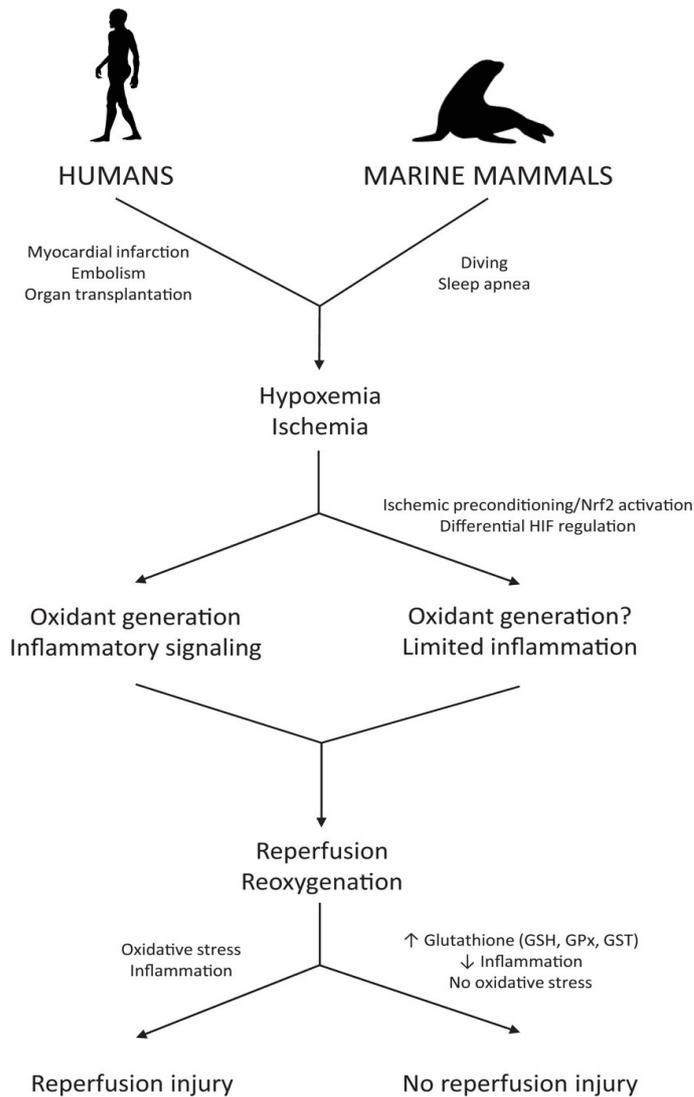 HUMANS
MARINE MAMMALS
Myocardial infarction
Embolism
Organ transplantation
Diving
Sleep apnea
Hypoxemia
Ischemia
Ischemic preconditioning/Nrf2 activation
Differential HIF regulation
Oxidant generation
Inflammatory signaling
Oxidant generation?
Limited inflammation
Reperfusion
Reoxygenation
Oxidative stress
Inflammation
↑ Glutathione (GSH, GPx, GST)
↓ Inflammation
No oxidative stress
Reperfusion injury
No reperfusion injury